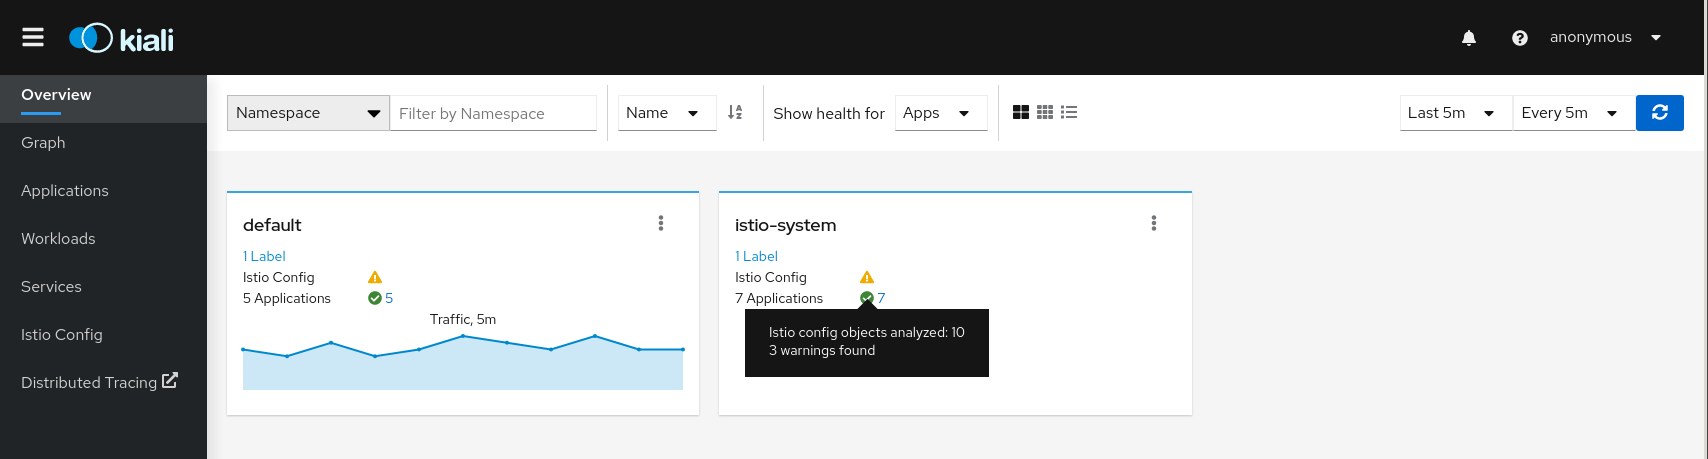 kiali
anonymous
Overview
Graph
Applications
Workloads
Services
Istio Config
Distributed Tracing
Namespace Filter by Namespace Name Show health for Apps Last 5m Every 5m
default
1 Label
Istio Config
5 Applications 5
Traffic, 5m
istio-system
1 Label
Istio Config
7 Applications 7
Istio config objects analyzed: 10
3 warnings found